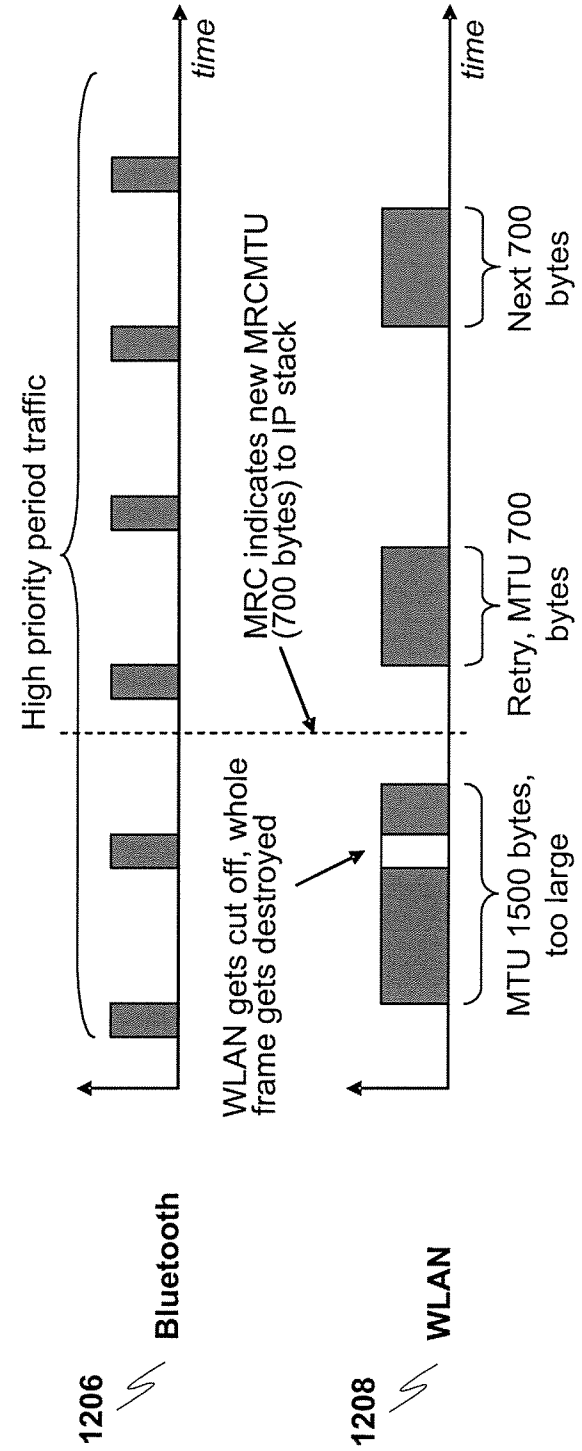 High priority period traffic
1206
Bluetooth
time
WLAN gets cut off, whole
frame gets destroyed
MRC indicates new MRCMTU
(700 bytes) to IP stack
1208
WLAN
time
MTU 1500 bytes,
too large
Retry, MTU 700
bytes
Next 700
bytes